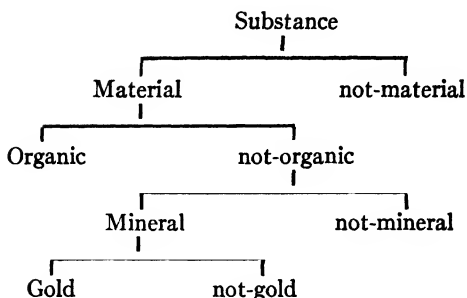 Substance
Material not-material
Organic not-organic
Mineral not-mineral
Gold not-gold